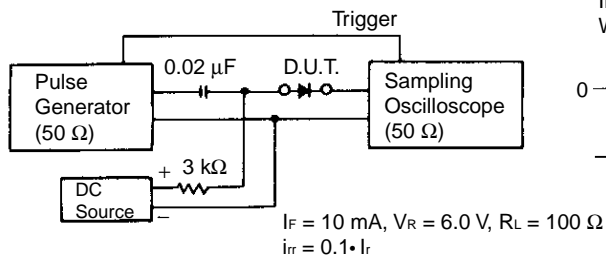 Trigger
0.02 μF
D.U.T.
Pulse
Generator
(50 Ω)
Sampling
Oscilloscope
(50 Ω)
0
+
3 kΩ
DC
Source
−
IF = 10 mA, VR = 6.0 V, RL = 100 Ω
irr = 0.1• Ir